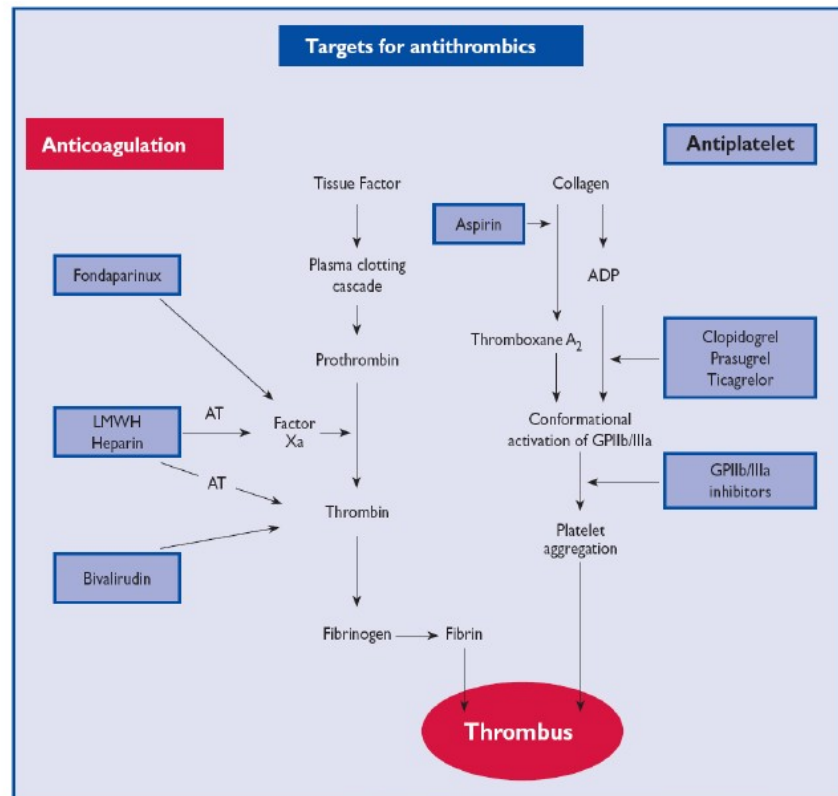 Targets for antithrombics
Anticoagulation
Antiplatelet
Tissue Factor
Collagen
Aspirin
Plasma clotting
cascade
ADP
Fondaparinux
Thromboxane A2
Clopidogrel
Prasugrel
Ticagrelor
Prothrombin
LMWH
Heparin
AT
Factor
Xa
Conformational
activation of GPIIb/IIIa
AT
GPIIb/IIIa
inhibitors
Thrombin
Platelet
aggregation
Bivalirudin
Fibrinogen
Fibrin
Thrombus